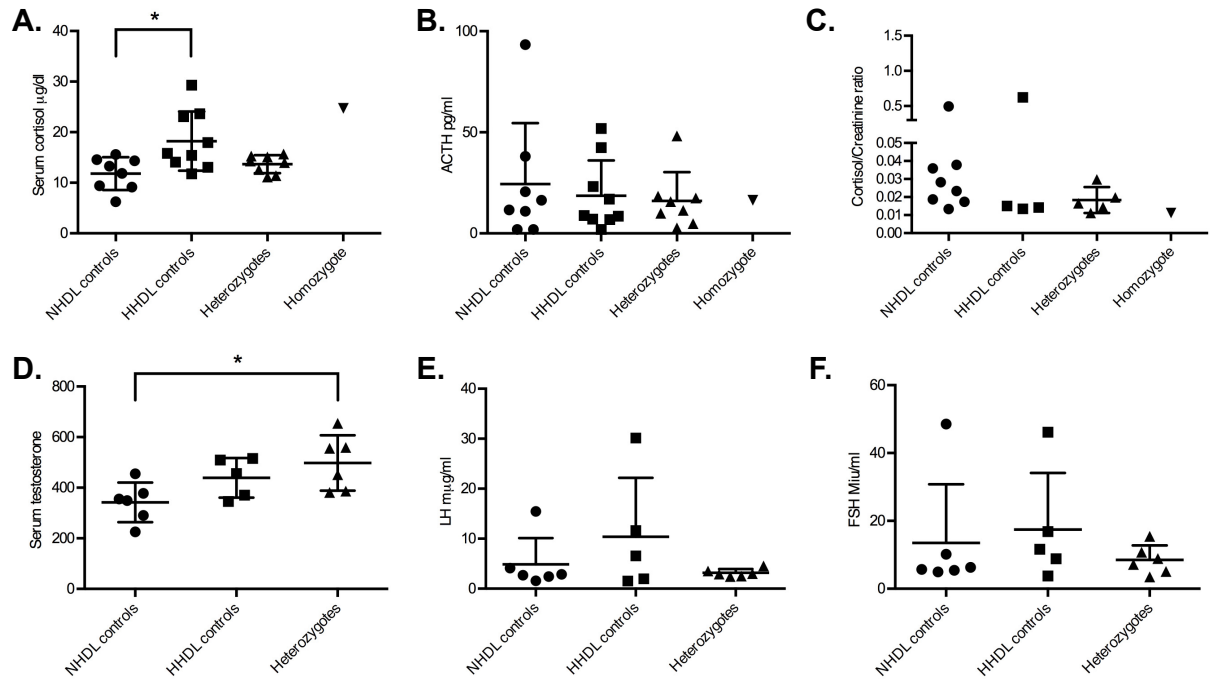 A.
*
40
30
20
10
0
Serum cortisol μg/dl
NHDL controls
HHDL controls
Heterozygotes
Homozygote
B.
100
50
0
ACTH pg/ml
NHDL controls
HHDL controls
Heterozygotes
Homozygote
C.
1.5
1.0
0.5
0.05
0.04
0.03
0.02
0.01
0.00
Cortisol/Creatinine ratio
NHDL controls
HHDL controls
Heterozygotes
Homozygote
D.
*
800
600
400
200
0
Serum testosterone
NHDL controls
HHDL controls
Heterozygotes
E.
40
30
20
10
0
LH mμg/ml
NHDL controls
HHDL controls
Heterozygotes
F.
60
40
20
0
FSH Miu/ml
NHDL controls
HHDL controls
Heterozygotes